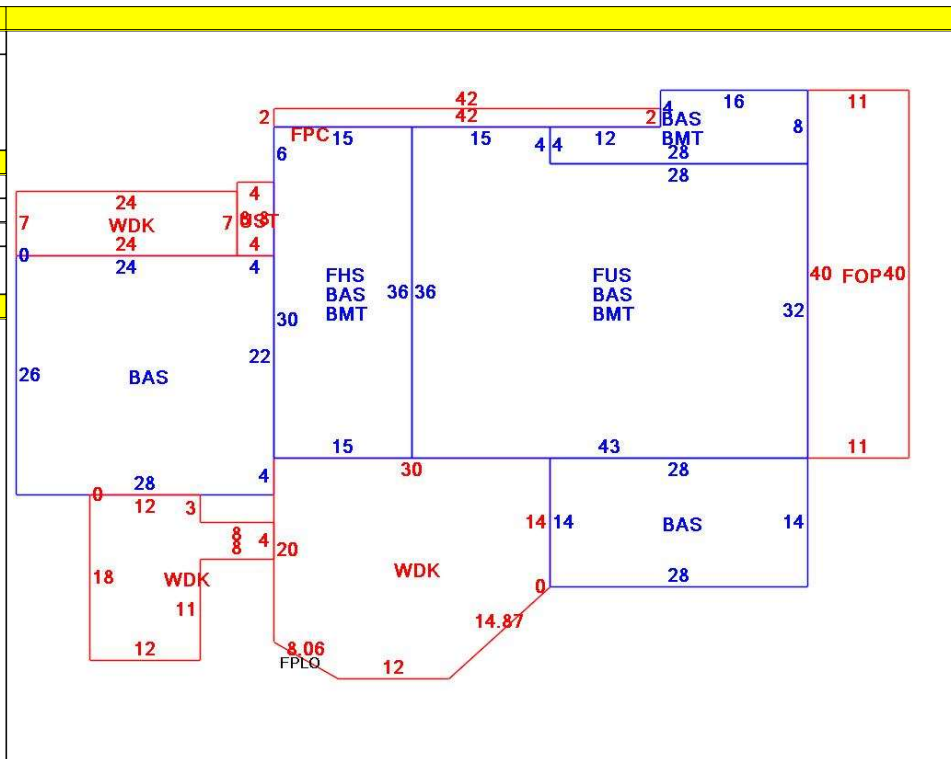 42
2 42 2
4 16 11
FPC 15 15 4 4 12 BAS 8
BMT
6 28
28
24 4
7 WDK 7 8 UST 8
24 4
0 24 4
FHS 36 36 FUS 40 FOP 40
BAS BAS
BMT BMT
30 32
22
26 BAS
15 43 11
30 28
28 4
0 12 3
8 4 20 14 14 BAS 14
8
8
18 WDK WDK 0 28
11 14.87
12 8.06
FPLO 12